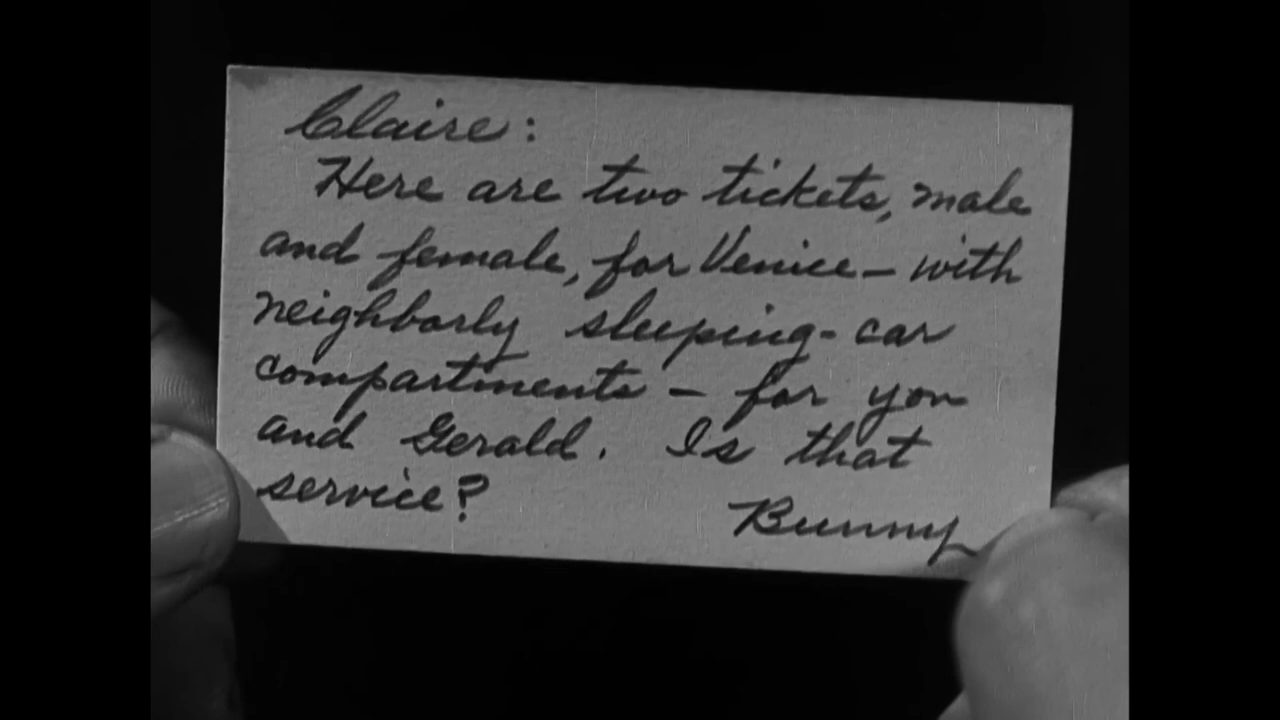 Claire:
Here are two tickets, male
and female, for Venice — with
neighborly sleeping-car
compartments — for you
and Gerald. Is that
service?
Bunny